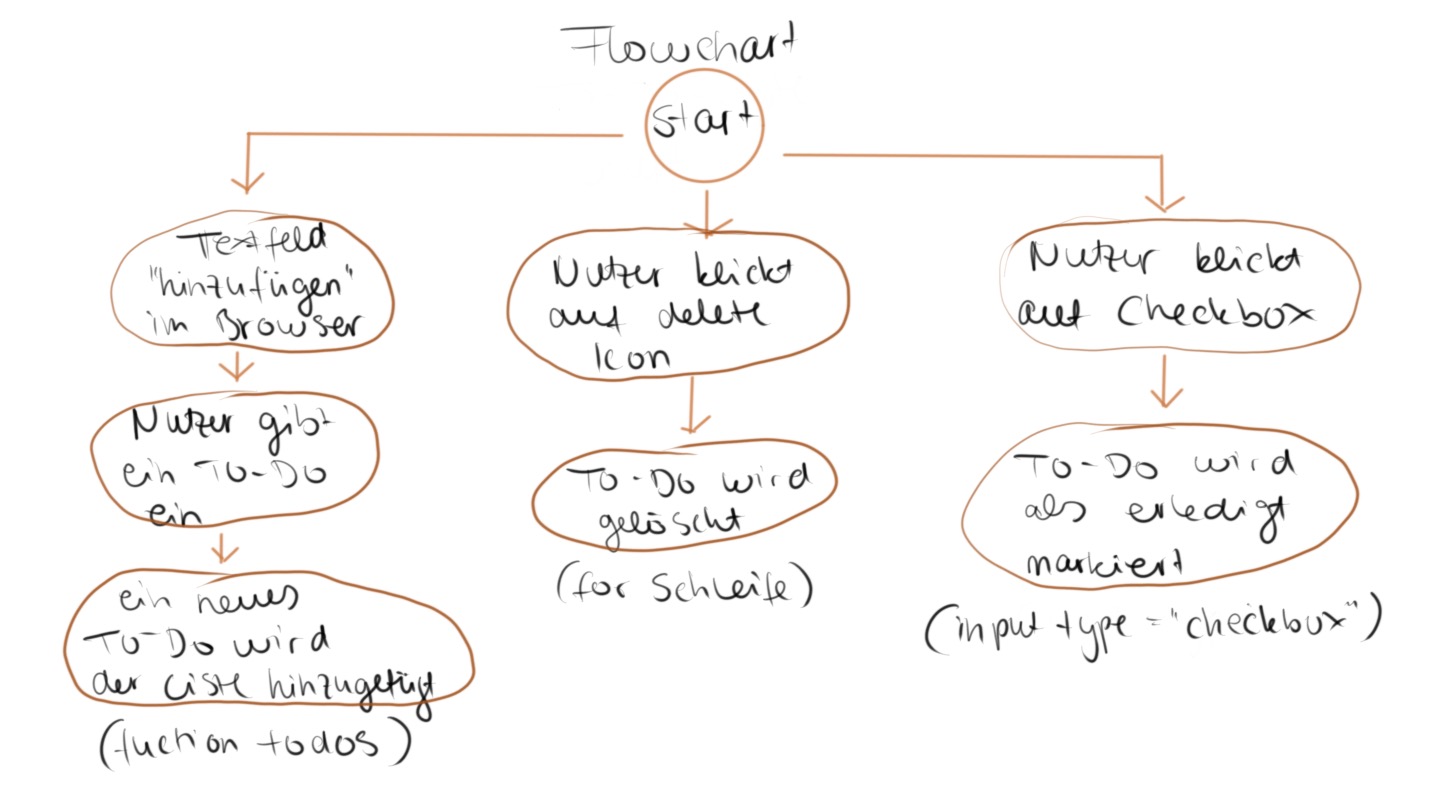 Flowchart
Start
Textfeld
"hinzufügen"
im Browser
Nutzer gibt
ein To-Do
ein
ein neues
To-Do wird
der Liste hinzugefügt
(fuction todos)
Nutzer klickt
auf delete
Icon
To-Do wird
gelöscht
(for Schleife)
Nutzer klickt
auf Checkbox
To-Do wird
als erledigt
markiert
(input type="checkbox")